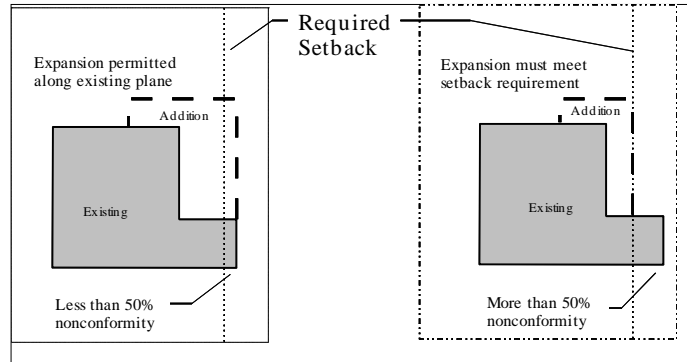 Required
Setback
Expansion permitted
along existing plane
Addition
Existing
Less than 50%
nonconformity
Expansion must meet
setback requirement
Addition
Existing
More than 50%
nonconformity